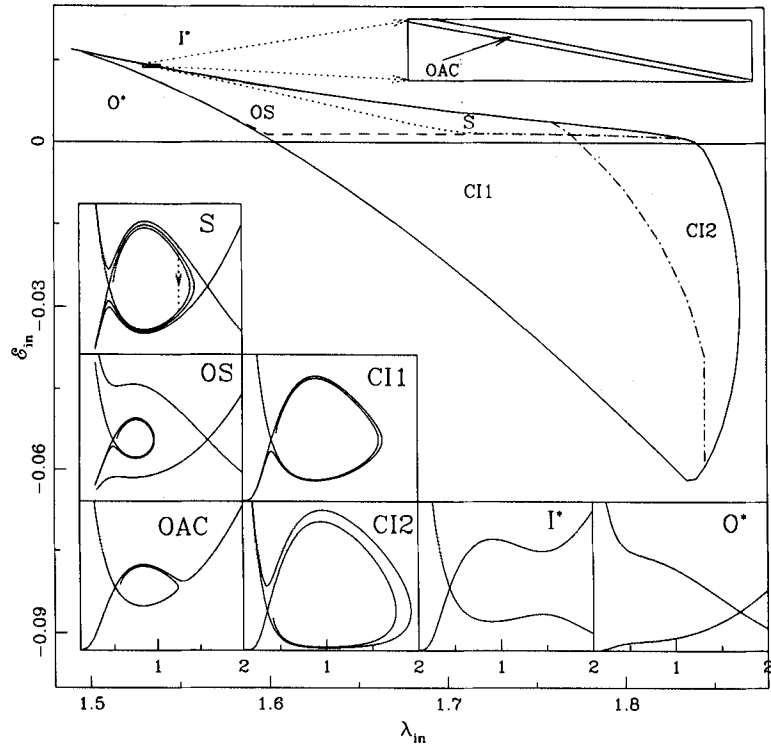 I*
OAC
O*
OS
S
0
CI1
CI2
S
-0.03
ℰin
OS
CI1
-0.06
OAC
CI2
I*
O*
-0.09
1
2
1
2
1
2
1
2
1.5
1.6
1.7
1.8
λin